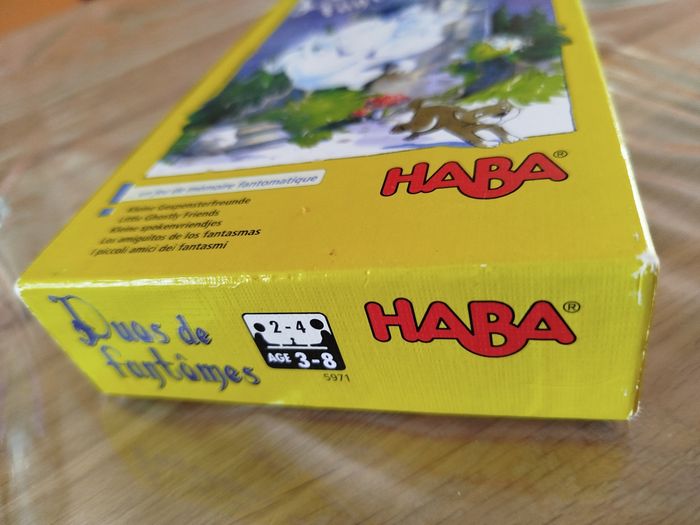 HABA®
jeu de mémoire fantomatique
Kleine Gespensterfreunde
Little Ghostly Friends
Kleine spokenvriendjes
Los amiguitos de los fantasmas
I piccoli amici dei fantasmi
Duos de
fantômes
2-4
AGE 3-8
5971
HABA®